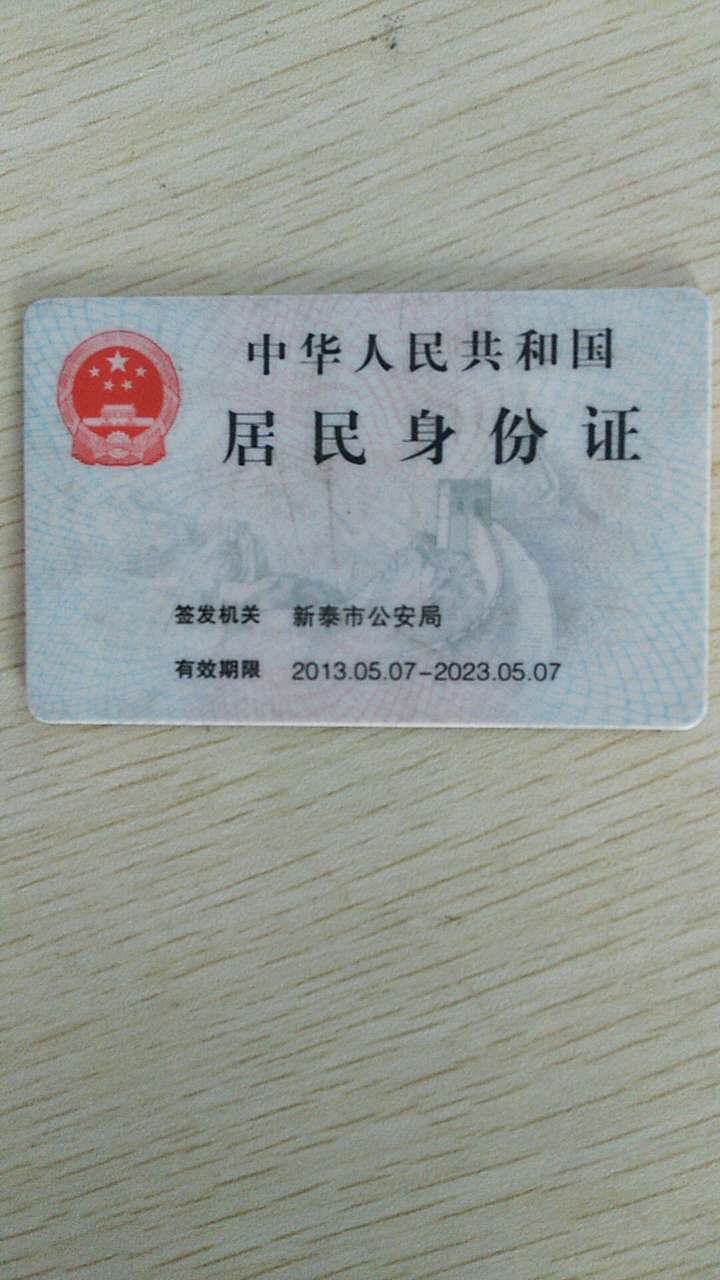 中华人民共和国
居民身份证
签发机关 新泰市公安局
有效期限 2013.05.07-2023.05.07